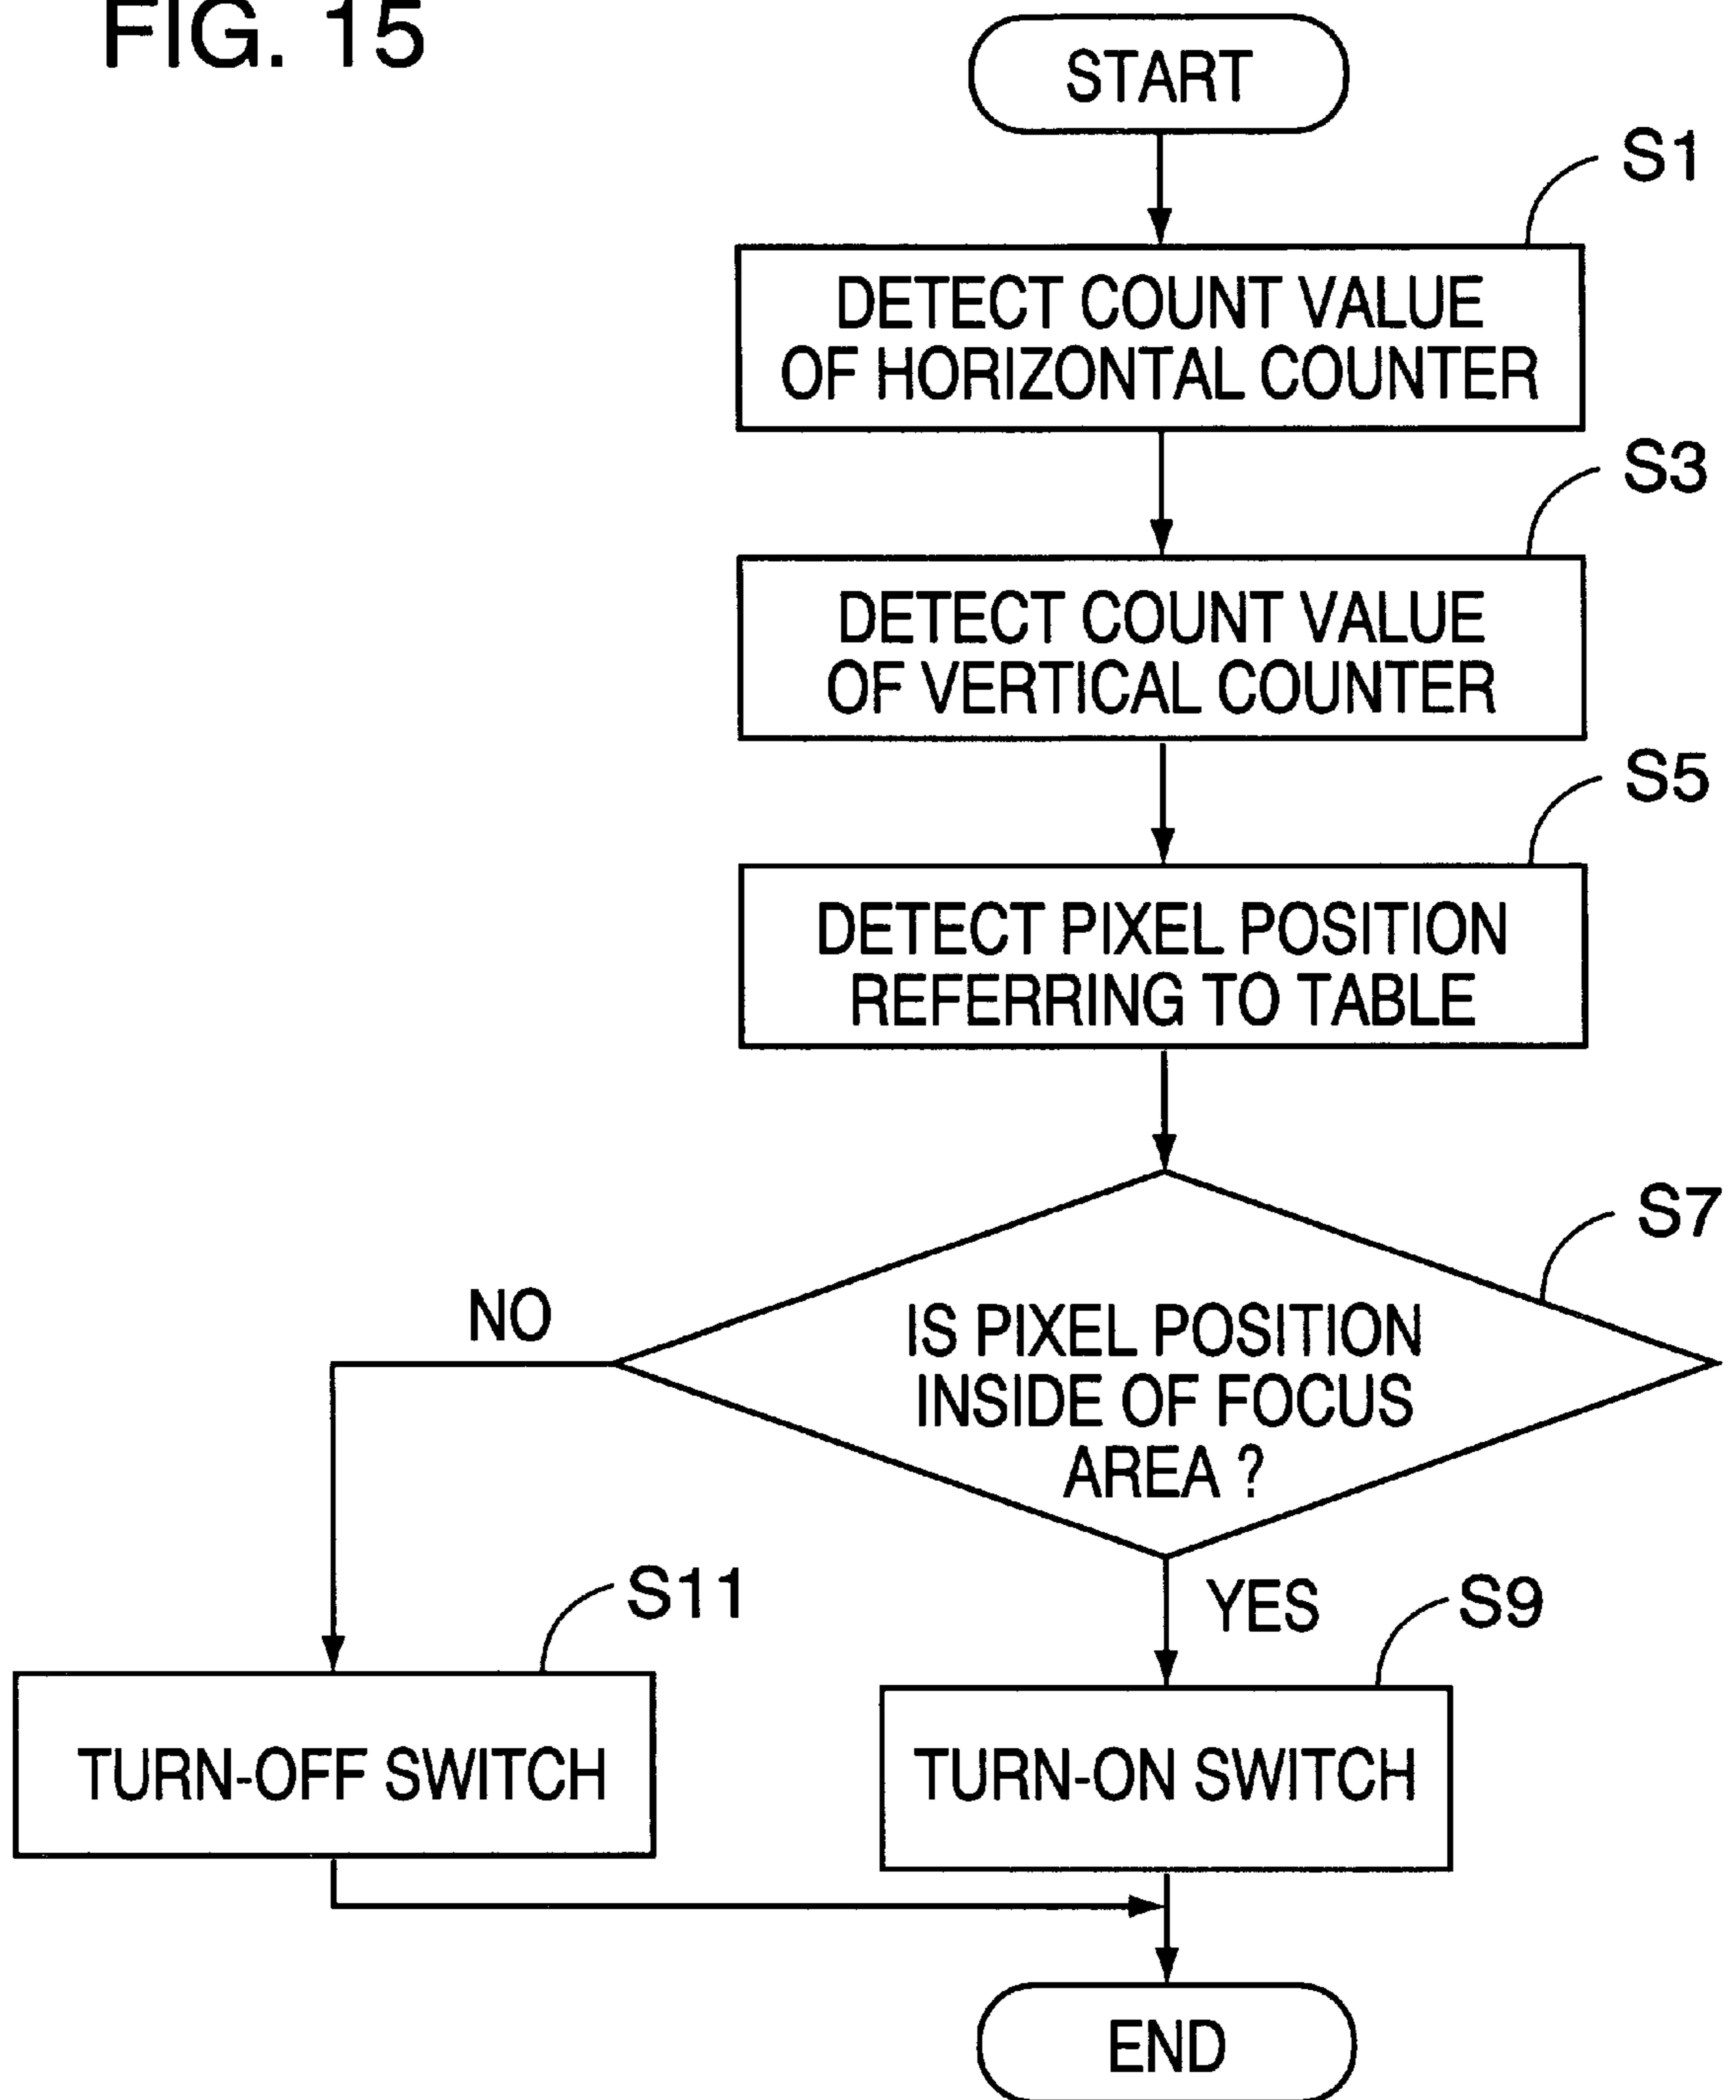 FIG. 15
START
S1
DETECT COUNT VALUE
OF HORIZONTAL COUNTER
S3
DETECT COUNT VALUE
OF VERTICAL COUNTER
S5
DETECT PIXEL POSITION
REFERRING TO TABLE
S7
NO
IS PIXEL POSITION
INSIDE OF FOCUS
AREA ?
S11
YES
S9
TURN-OFF SWITCH
TURN-ON SWITCH
END